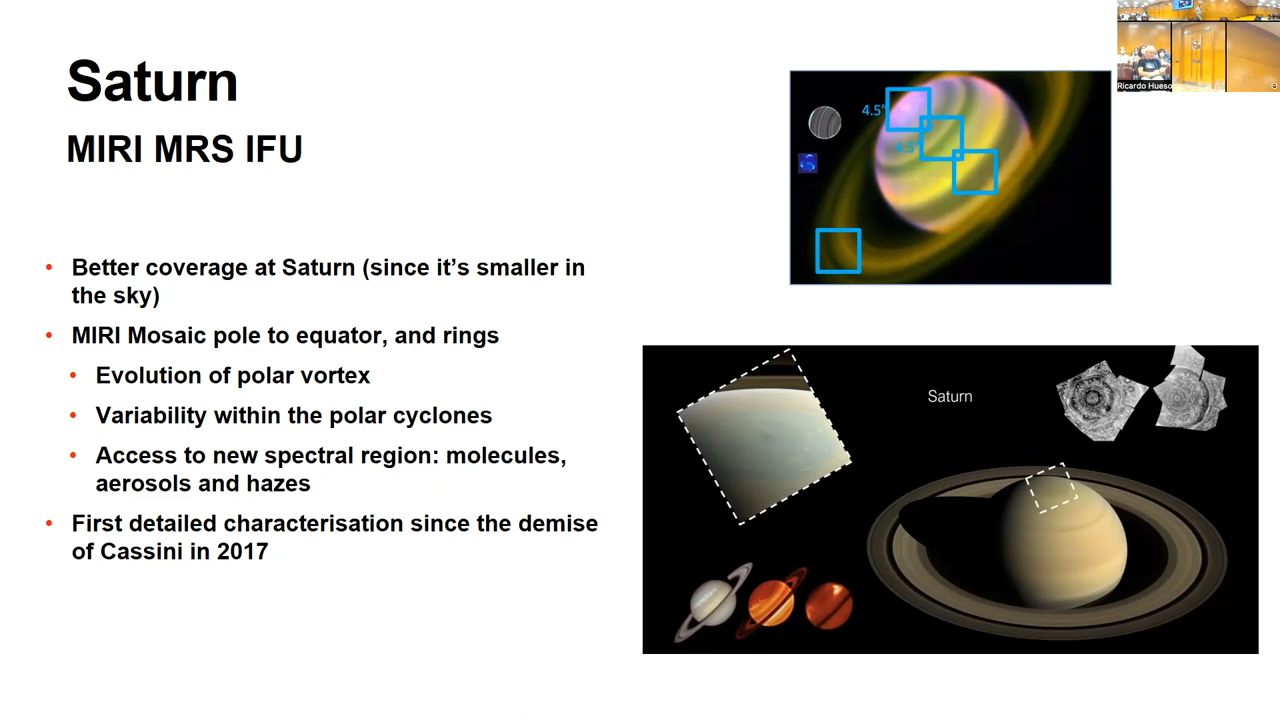 Saturn
MIRI MRS IFU
• Better coverage at Saturn (since it's smaller in
the sky)
• MIRI Mosaic pole to equator, and rings
• Evolution of polar vortex
• Variability within the polar cyclones
• Access to new spectral region: molecules,
aerosols and hazes
• First detailed characterisation since the demise
of Cassini in 2017
4.5"
4.5"
Saturn
Ricardo Hueso